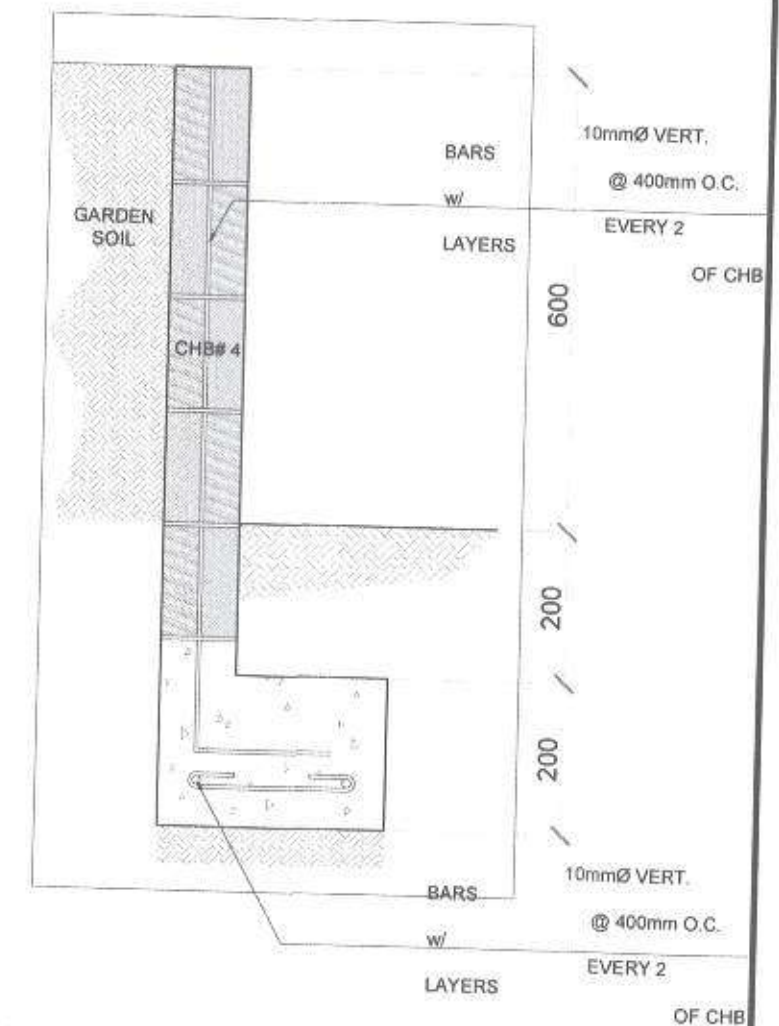 10mmØ VERT.
BARS
@ 400mm O.C.
w/
EVERY 2
LAYERS
OF CHB
GARDEN
SOIL
600
CHB# 4
200
200
10mmØ VERT.
BARS
@ 400mm O.C.
w/
EVERY 2
LAYERS
OF CHB